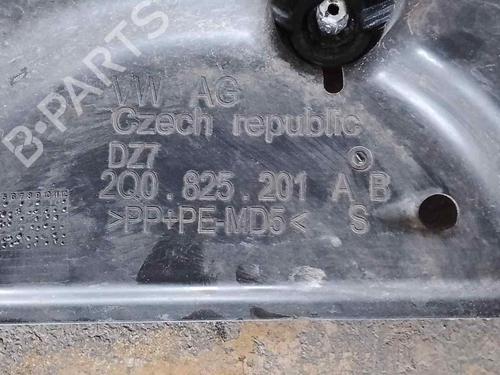 B-PARTS
VW AG
Czech republic
DZ7
2Q0.825.201 A B
>PP+PE-MD5< S